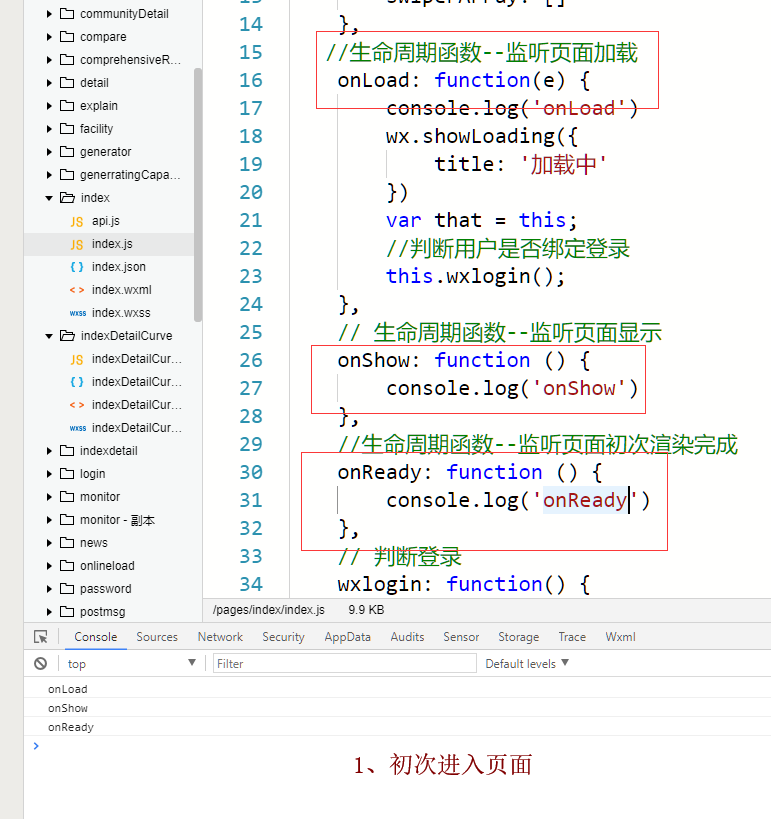 communityDetail
compare
comprehensiveR...
detail
explain
facility
generator
generratingCapa...
index
api.js
index.js
index.json
index.wxml
index.wxss
indexDetailCurve
indexDetailCur...
indexDetailCur...
indexDetailCur...
indexDetailCur...
indexdetail
login
monitor
monitor - 副本
news
onlineload
password
postmsg
14 },
15 //生命周期函数--监听页面加载
16 onLoad: function(e) {
17 console.log('onLoad')
18 wx.showLoading({
19 title: '加载中'
20 })
21 var that = this;
22 //判断用户是否绑定登录
23 this.wxlogin();
24 },
25 // 生命周期函数--监听页面显示
26 onShow: function () {
27 console.log('onShow')
28 },
29 //生命周期函数--监听页面初次渲染完成
30 onReady: function () {
31 console.log('onReady')
32 },
33 // 判断登录
34 wxlogin: function() {
/pages/index/index.js 9.9 KB
Console Sources Network Security AppData Audits Sensor Storage Trace Wxml
top Filter Default levels
onLoad
onShow
onReady
1、初次进入页面